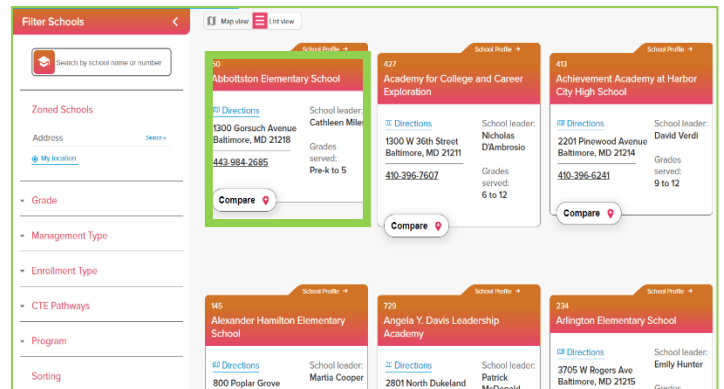 Filter Schools
Map view
List view
Search by school name or number
Zoned Schools
Address
Search
My location
Grade
Management Type
Enrollment Type
CTE Pathways
Program
Sorting
School Profile →
50
Abbottston Elementary School
Directions
1300 Gorsuch Avenue
Baltimore, MD 21218
443-984-2685
School leader:
Cathleen Miles
Grades
served:
Pre-k to 5
Compare
School Profile →
427
Academy for College and Career
Exploration
Directions
1300 W 36th Street
Baltimore, MD 21211
410-396-7607
School leader:
Nicholas
D'Ambrosio
Grades
served:
6 to 12
Compare
School Profile →
413
Achievement Academy at Harbor
City High School
Directions
2201 Pinewood Avenue
Baltimore, MD 21214
410-396-6241
School leader:
David Verdi
Grades
served:
9 to 12
Compare
School Profile →
145
Alexander Hamilton Elementary
School
Directions
800 Poplar Grove
School leader:
Martia Cooper
School Profile →
729
Angela Y. Davis Leadership
Academy
Directions
2801 North Dukeland
School leader:
Patrick
McDonald
School Profile →
234
Arlington Elementary School
Directions
3705 W Rogers Ave
Baltimore, MD 21215
School leader:
Emily Hunter
Grades